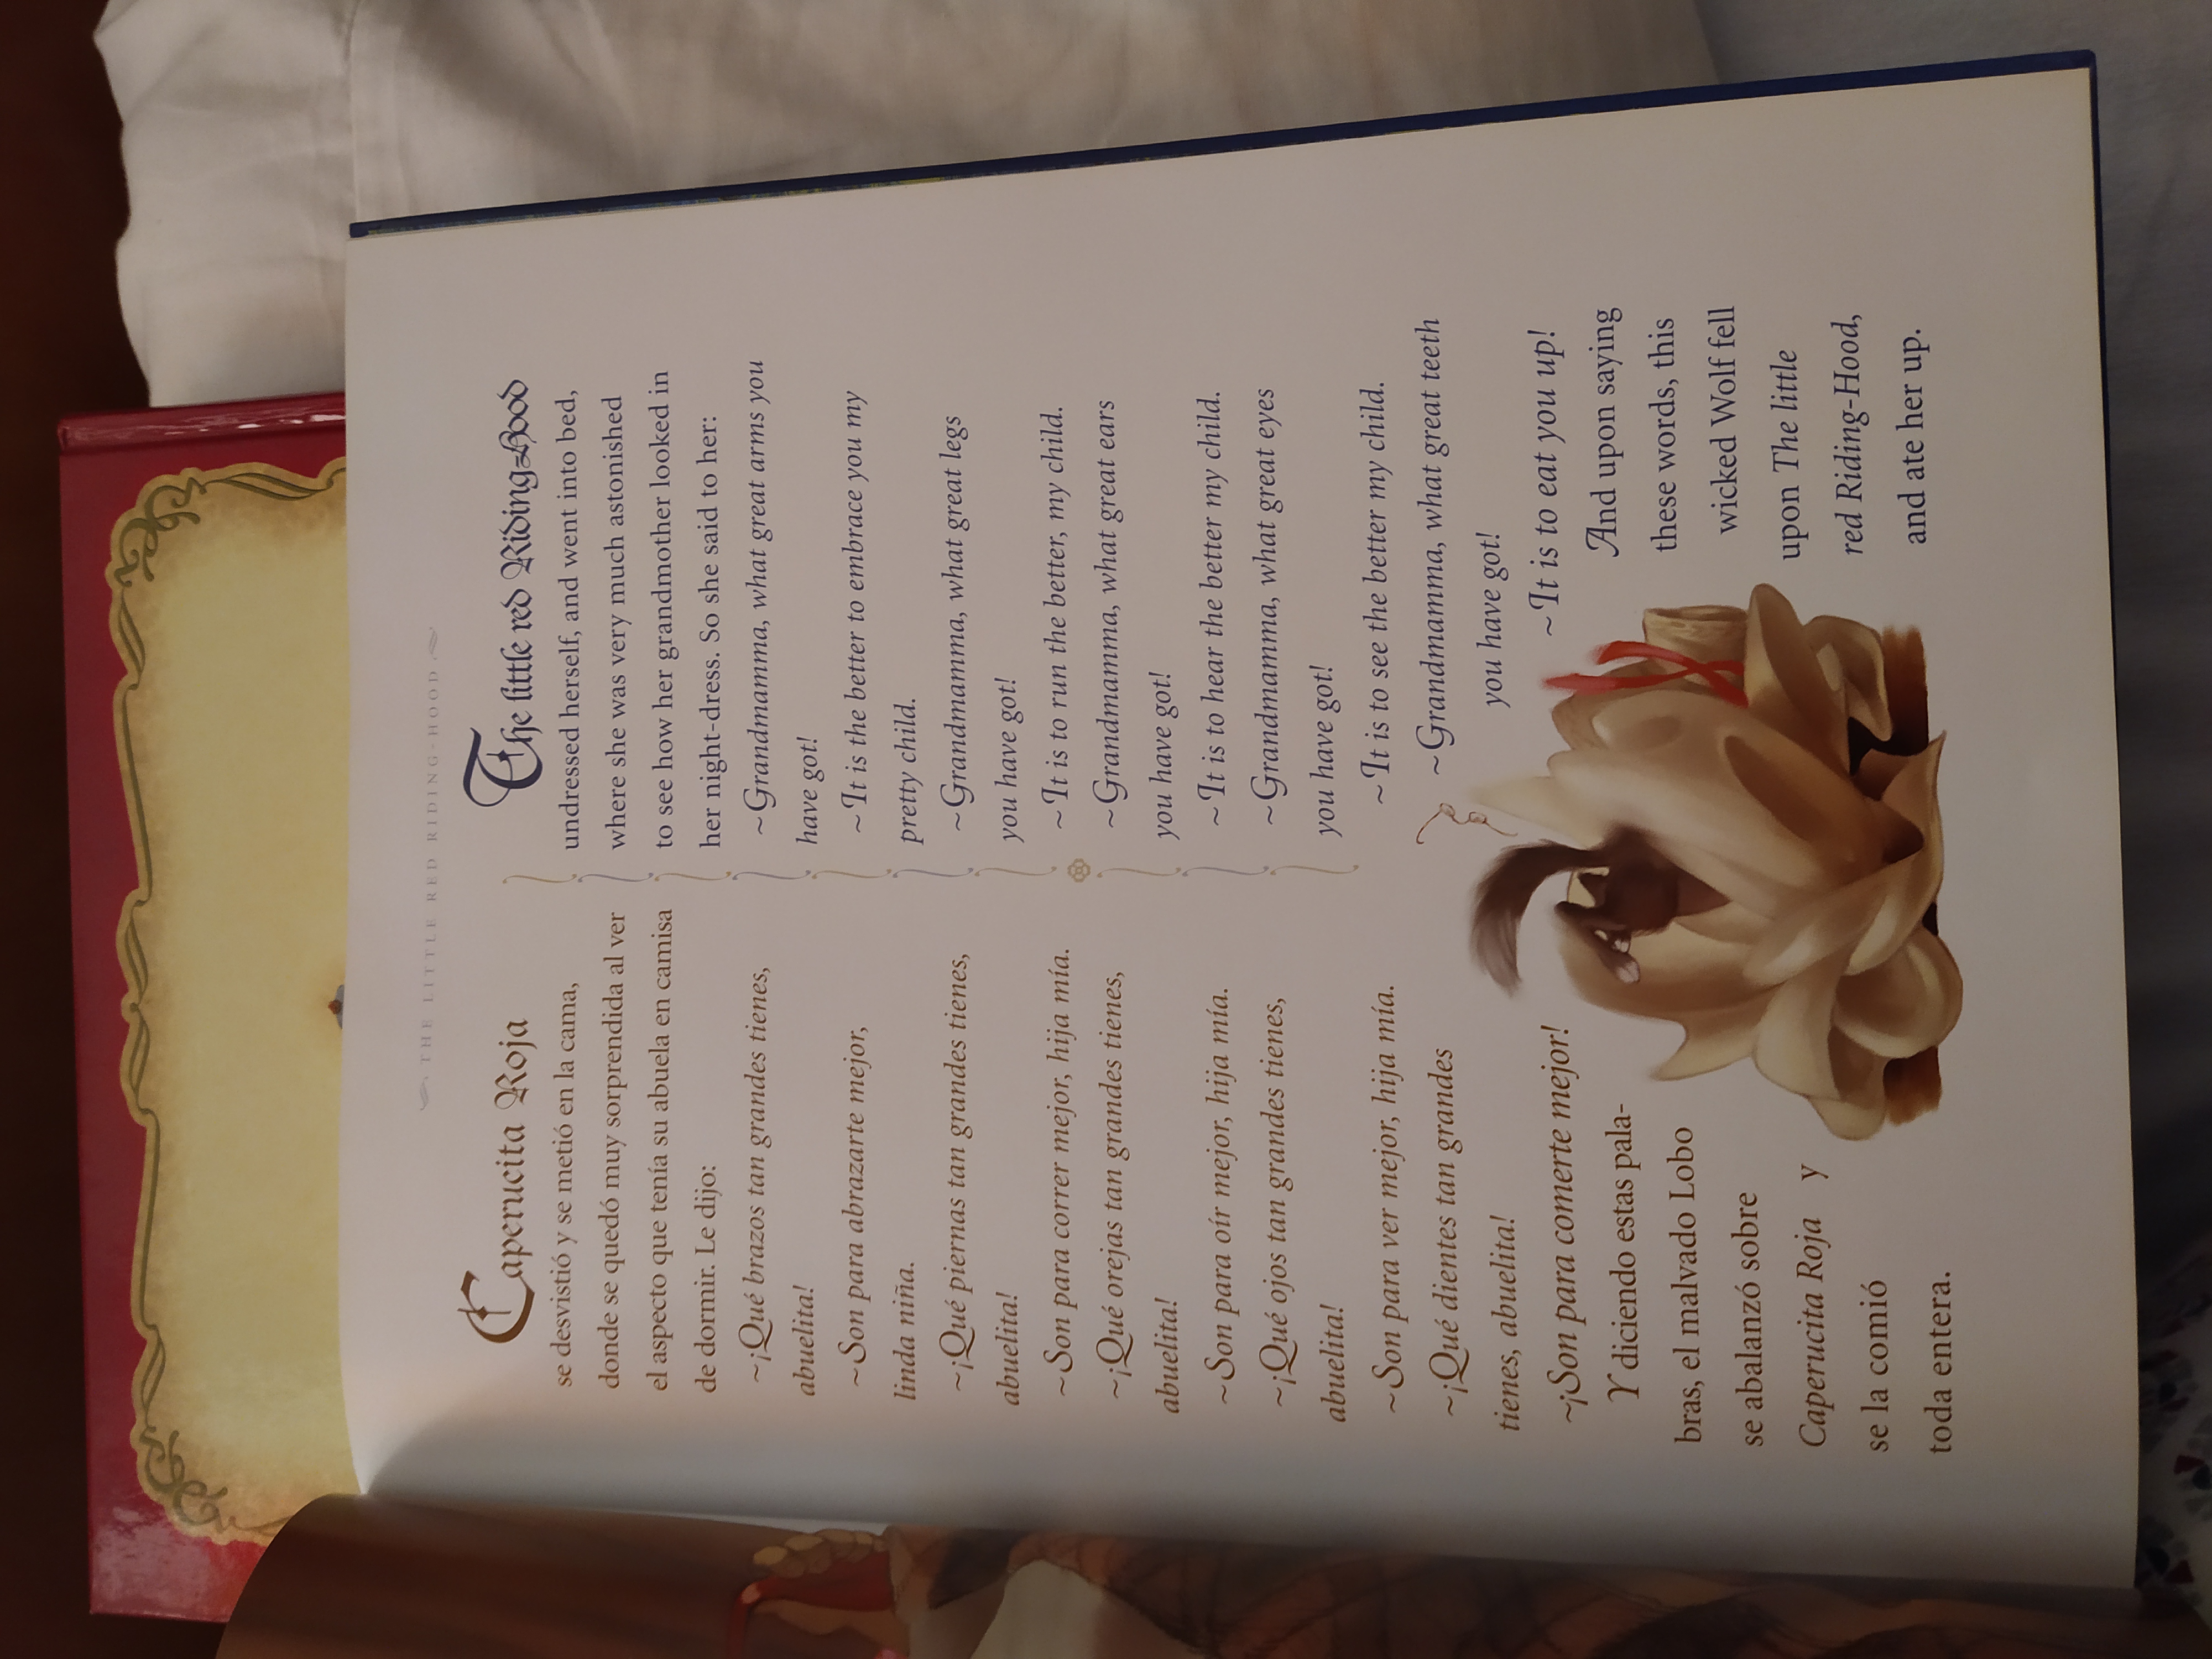 THE LITTLE RED RIDING-HOOD
Caperucita Roja
se desvistió y se metió en la cama,
donde se quedó muy sorprendida al ver
el aspecto que tenía su abuela en camisa
de dormir. Le dijo:
~¡Qué brazos tan grandes tienes,
abuelita!
~Son para abrazarte mejor,
linda niña.
~¡Qué piernas tan grandes tienes,
abuelita!
~Son para correr mejor, hija mía.
~¡Qué orejas tan grandes tienes,
abuelita!
~Son para oír mejor, hija mía.
~¡Qué ojos tan grandes tienes,
abuelita!
~Son para ver mejor, hija mía.
~¡Qué dientes tan grandes
tienes, abuelita!
~¡Son para comerte mejor!
Y diciendo estas pala-
bras, el malvado Lobo
se abalanzó sobre
Caperucita Roja y
se la comió
toda entera.
The little red Riding-Hood
undressed herself, and went into bed,
where she was very much astonished
to see how her grandmother looked in
her night-dress. So she said to her:
~Grandmamma, what great arms you
have got!
~It is the better to embrace you my
pretty child.
~Grandmamma, what great legs
you have got!
~It is to run the better, my child.
~Grandmamma, what great ears
you have got!
~It is to hear the better my child.
~Grandmamma, what great eyes
you have got!
~It is to see the better my child.
~Grandmamma, what great teeth
you have got!
~It is to eat you up!
And upon saying
these words, this
wicked Wolf fell
upon The little
red Riding-Hood,
and ate her up.